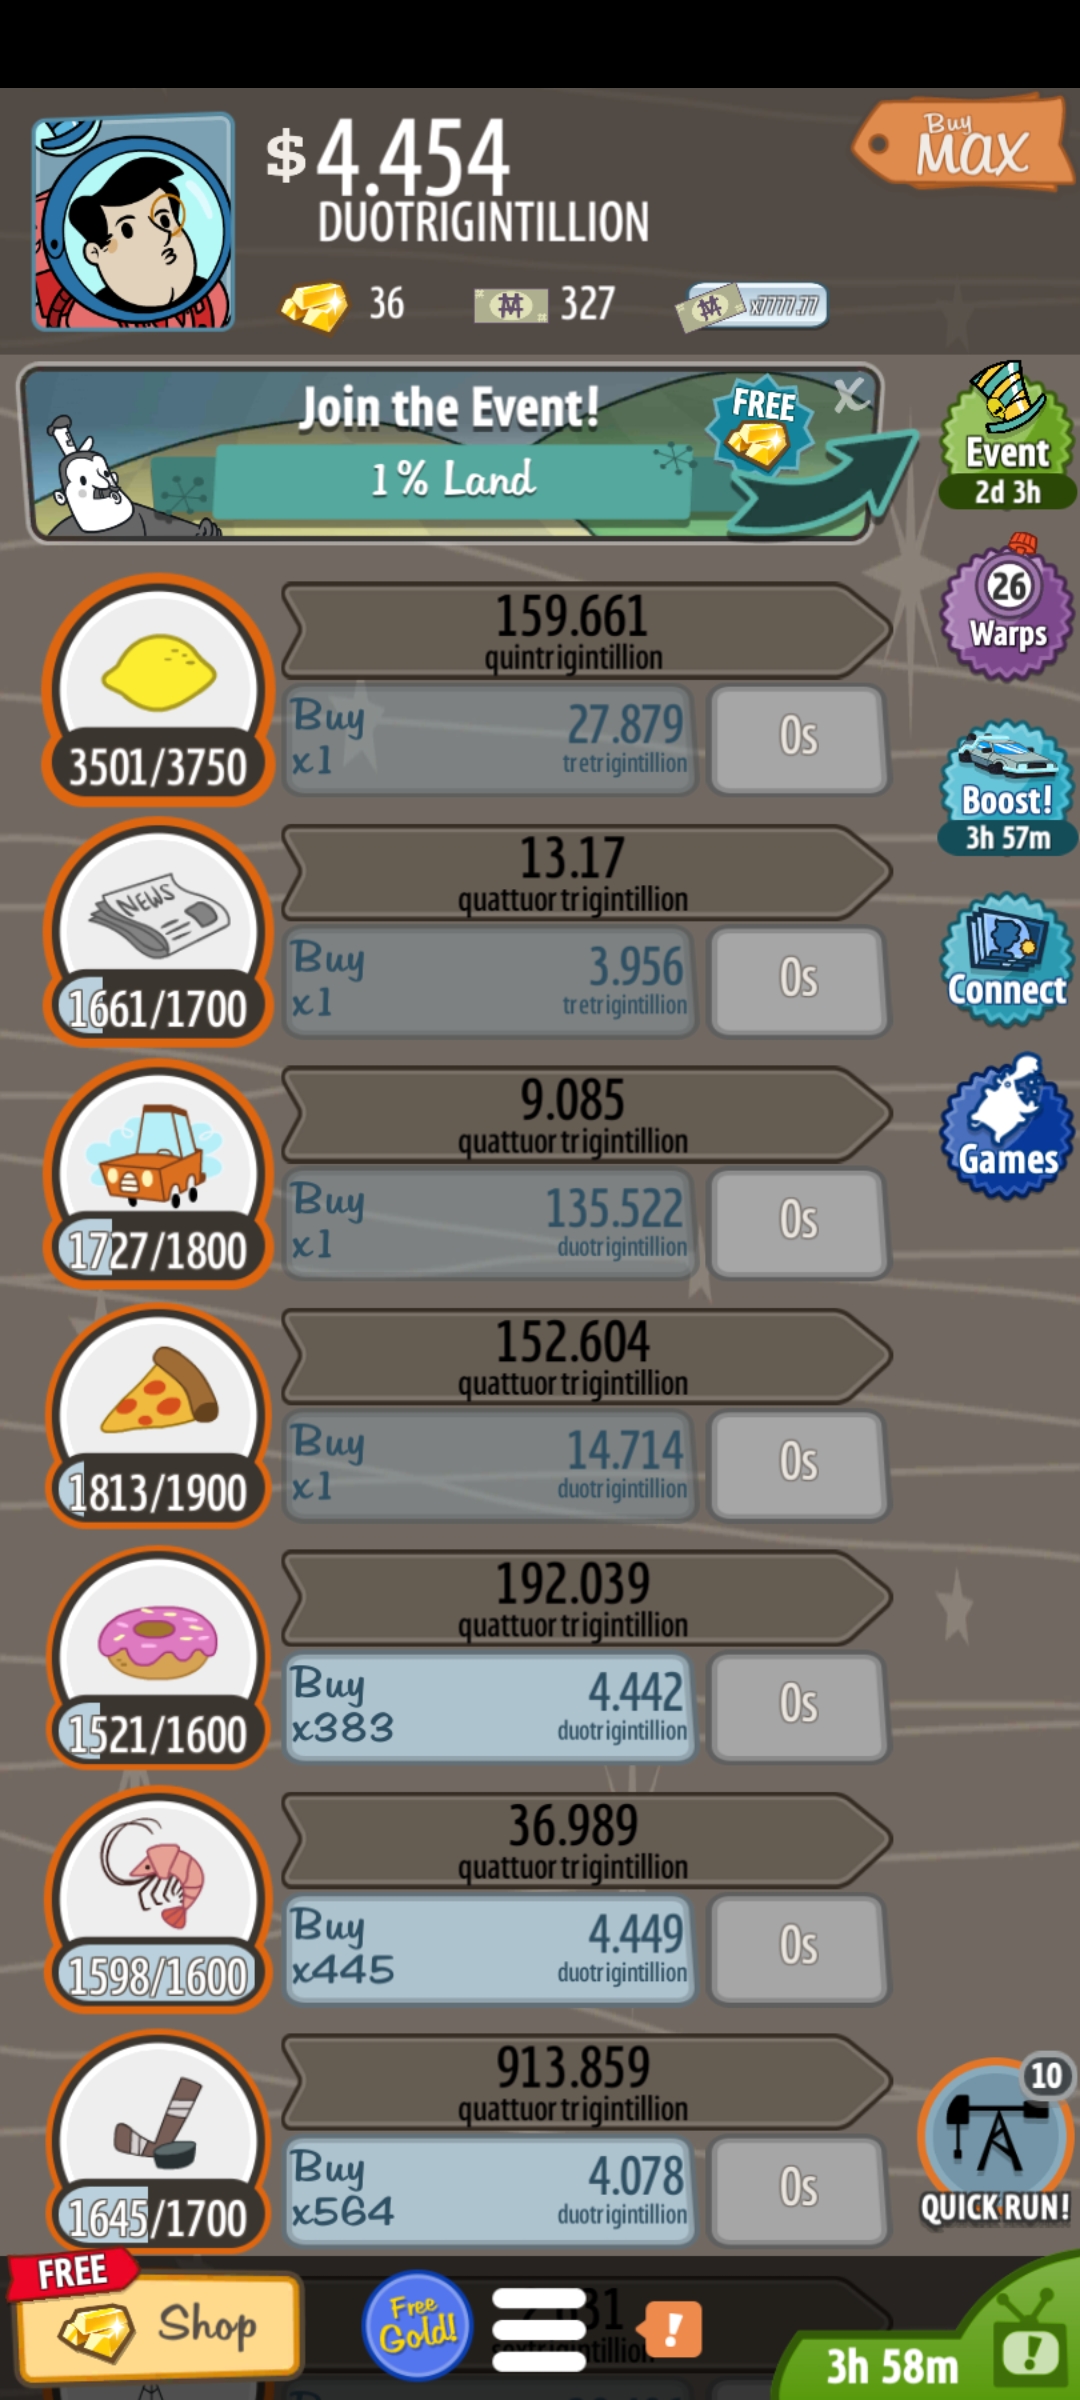 $4.454
DUOTRIGINTILLION
Buy
MAX
36
327
x7777.77
Join the Event!
1% Land
FREE
X
Event
2d 3h
159.661
quintrigintillion
3501/3750
Buy
x1
27.879
tretrigintillion
0s
26
Warps
13.17
quattuortrigintillion
NEWS
1661/1700
Buy
x1
3.956
tretrigintillion
0s
Boost!
3h 57m
Connect
9.085
quattuortrigintillion
1727/1800
Buy
x1
135.522
duotrigintillion
0s
Games
152.604
quattuortrigintillion
1813/1900
Buy
x1
14.714
duotrigintillion
0s
192.039
quattuortrigintillion
1521/1600
Buy
x383
4.442
duotrigintillion
0s
36.989
quattuortrigintillion
1598/1600
Buy
x445
4.449
duotrigintillion
0s
913.859
quattuortrigintillion
1645/1700
Buy
x564
4.078
duotrigintillion
0s
10
QUICK RUN!
FREE
Shop
Free
Gold!
!
3h 58m
!